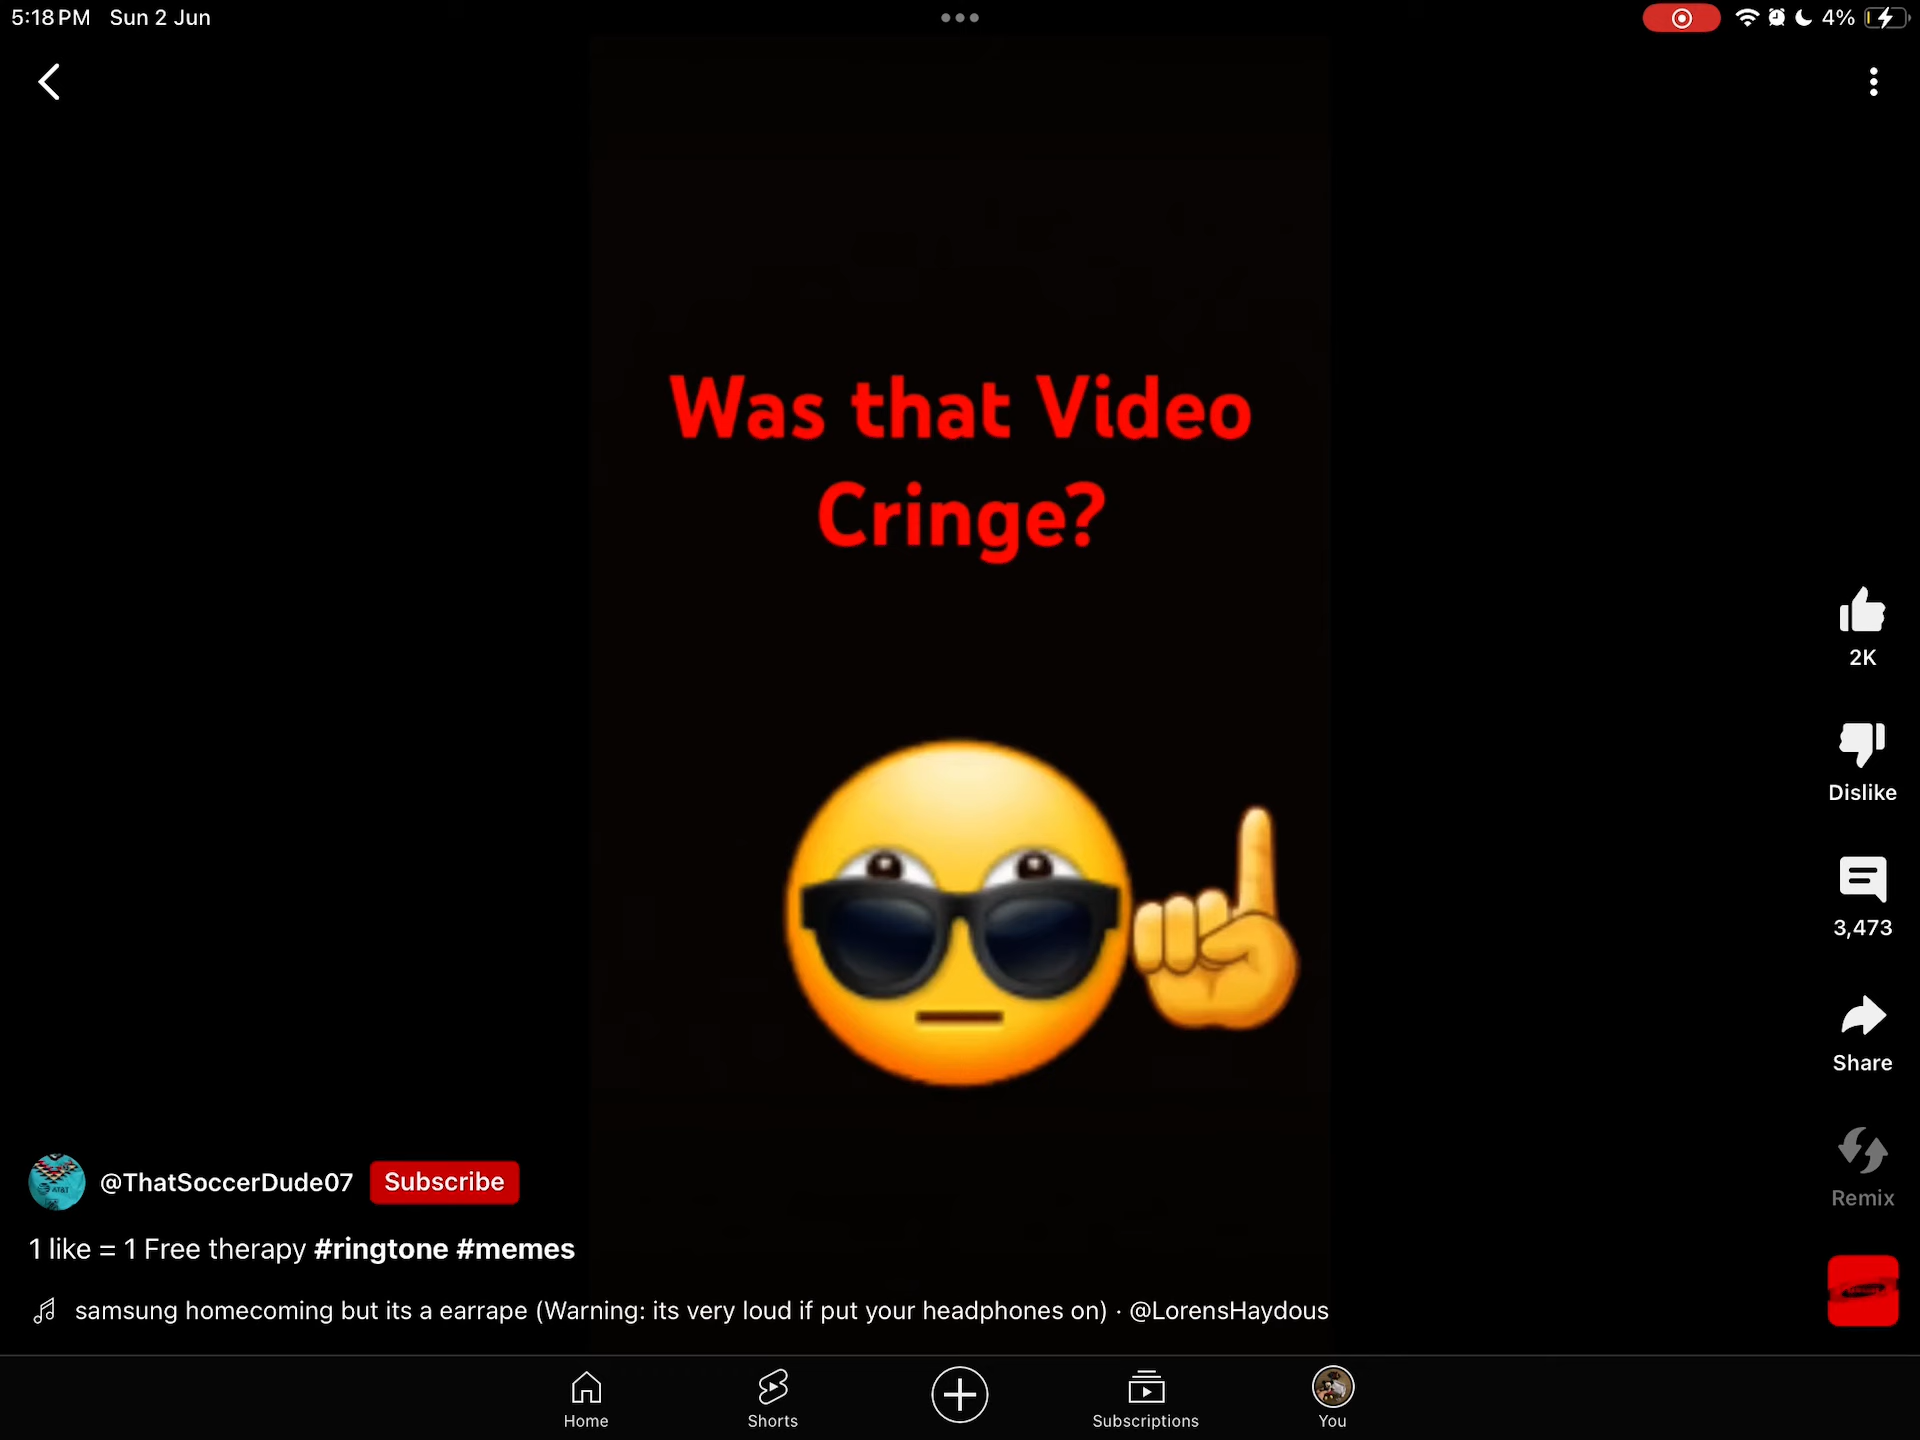 5:18 PM Sun 2 Jun
4%
Was that Video
Cringe?
2K
Dislike
3,473
Share
Remix
@ThatSoccerDude07 Subscribe
1 like = 1 Free therapy #ringtone #memes
samsung homecoming but its a earrape (Warning: its very loud if put your headphones on) · @LorensHaydous
Home Shorts Subscriptions You